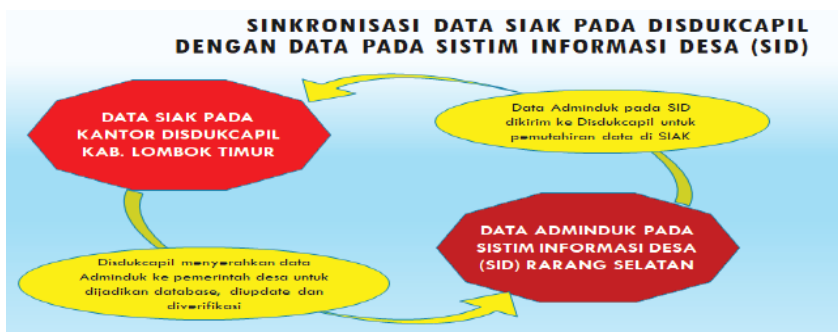 SINKRONISASI DATA SIAK PADA DISDUKCAPIL
DENGAN DATA PADA SISTIM INFORMASI DESA (SID)
DATA SIAK PADA
KANTOR DISDUKCAPIL
KAB. LOMBOK TIMUR
Data Adminduk pada SID
dikirim ke Disdukcapil untuk
pemutahiran data di SIAK
DATA ADMINDUK PADA
SISTIM INFORMASI DESA
(SID) RARANG SELATAN
Disdukcapil menyerahkan data
Adminduk ke pemerintah desa untuk
dijadikan database, diupdate dan
diverifikasi